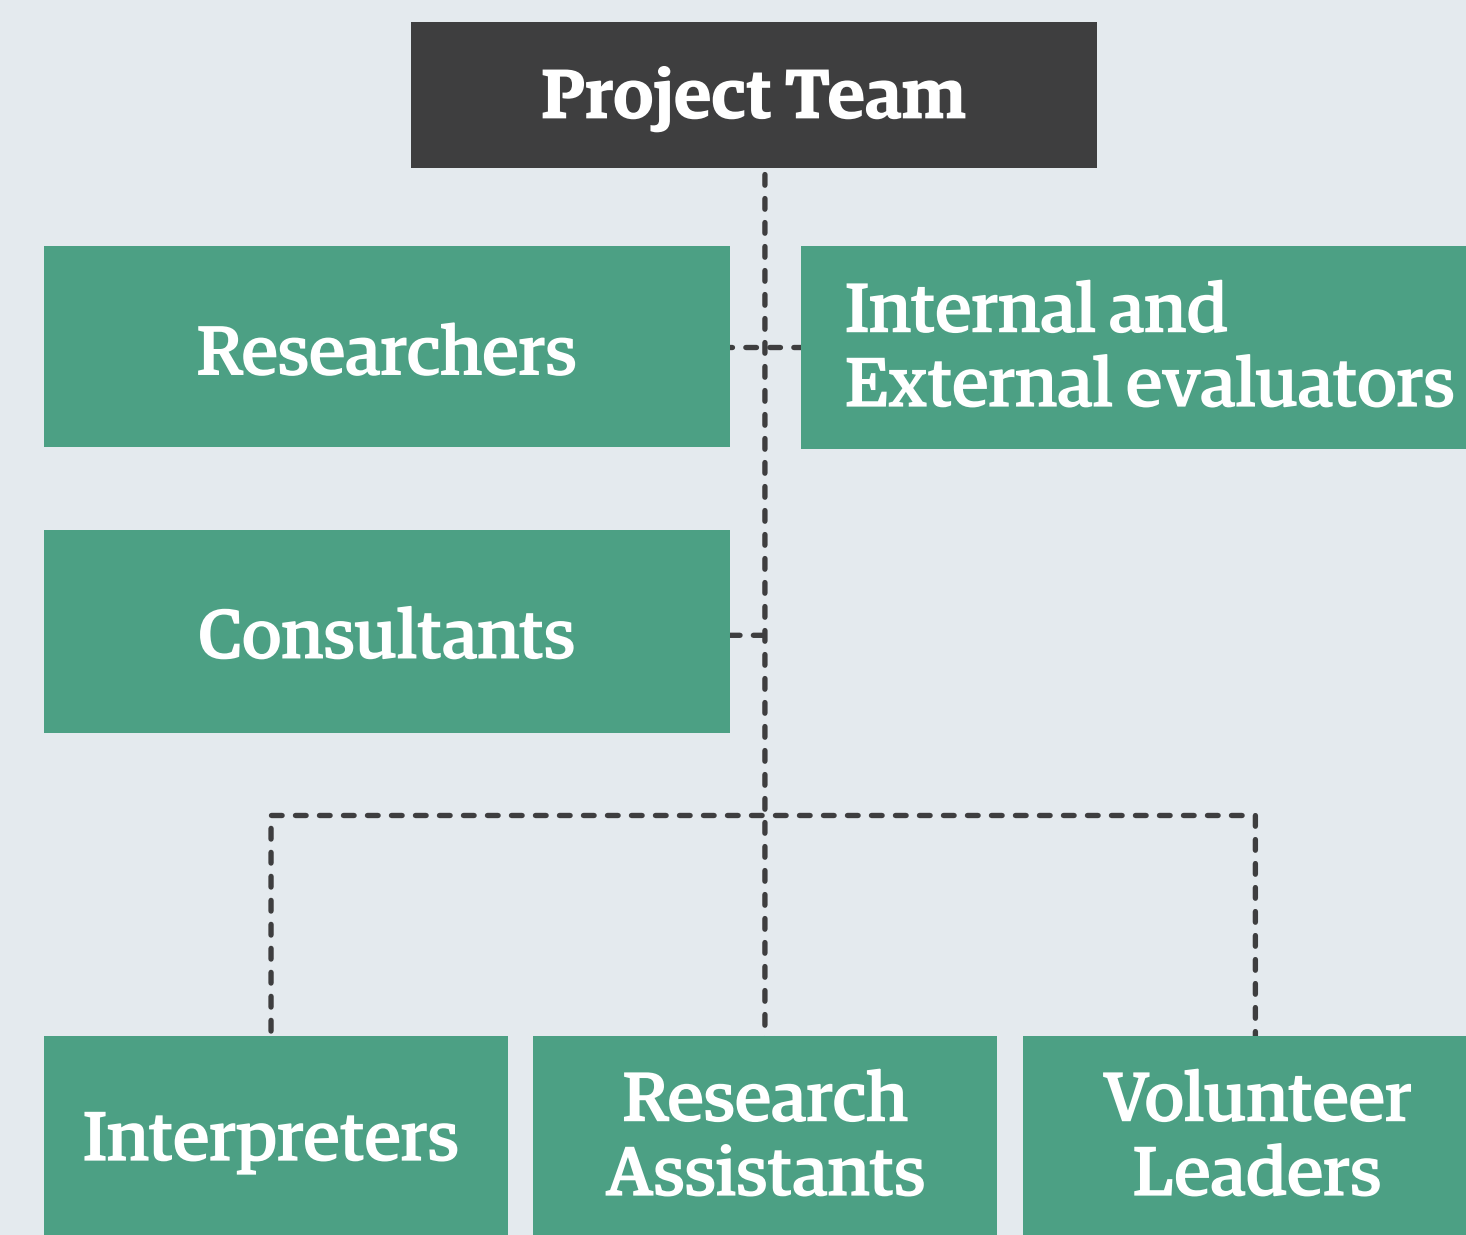 Project Team
Researchers
Internal and
External evaluators
Consultants
Interpreters
Research
Assistants
Volunteer
Leaders